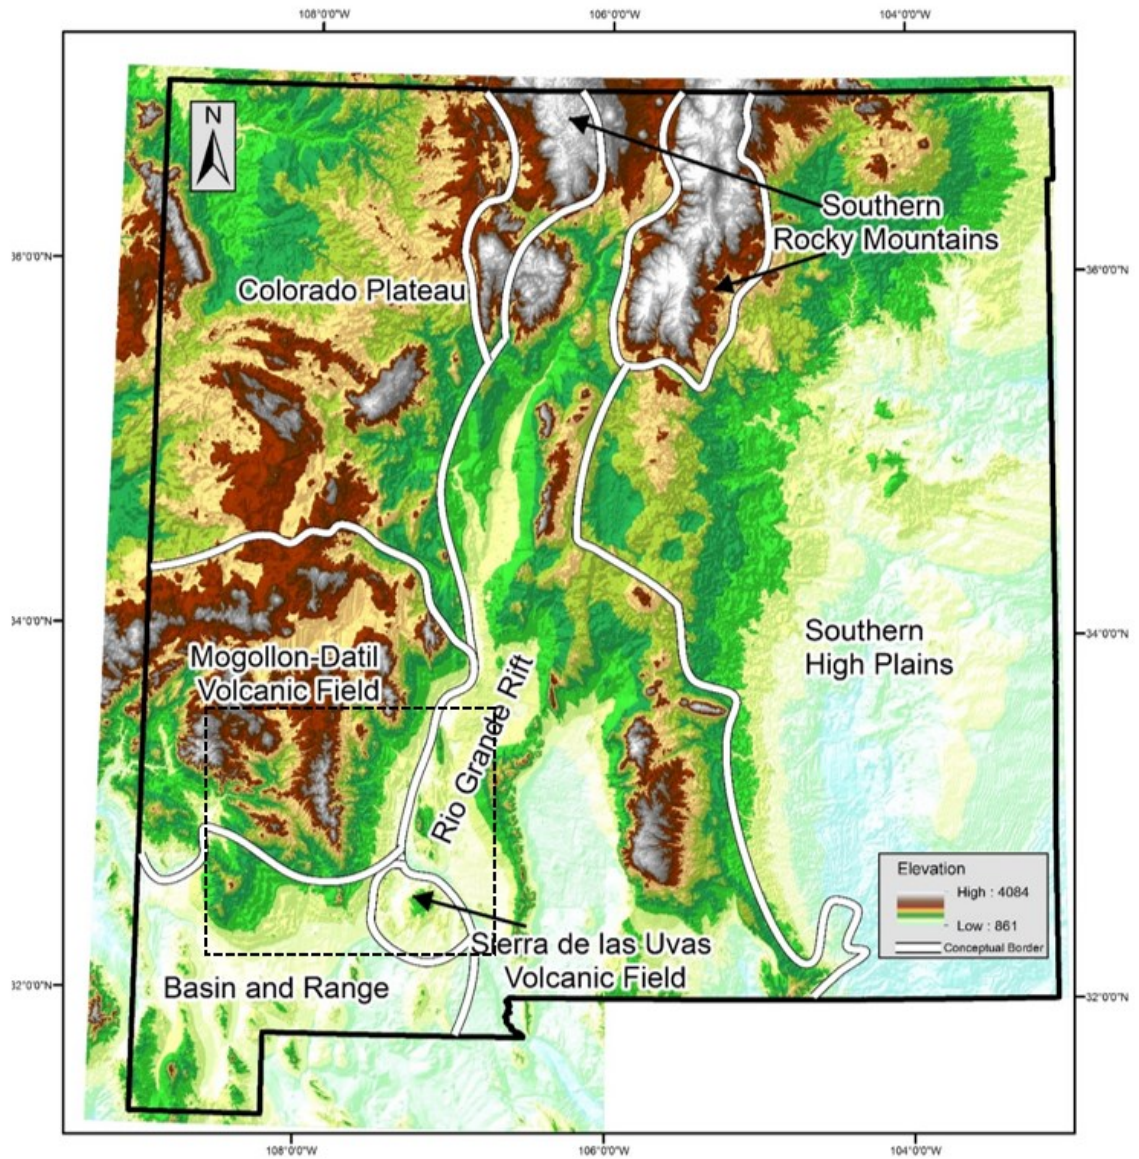 108°0'0"W
106°0'0"W
104°0'0"W
N
Southern
Rocky Mountains
36°0'0"N
36°0'0"N
Colorado Plateau
34°0'0"N
34°0'0"N
Southern
High Plains
Mogollon-Datil
Volcanic Field
Rio Grande Rift
Elevation
High : 4084
Low : 861
Conceptual Border
Sierra de las Uvas
Volcanic Field
Basin and Range
32°0'0"N
32°0'0"N
108°0'0"W
106°0'0"W
104°0'0"W